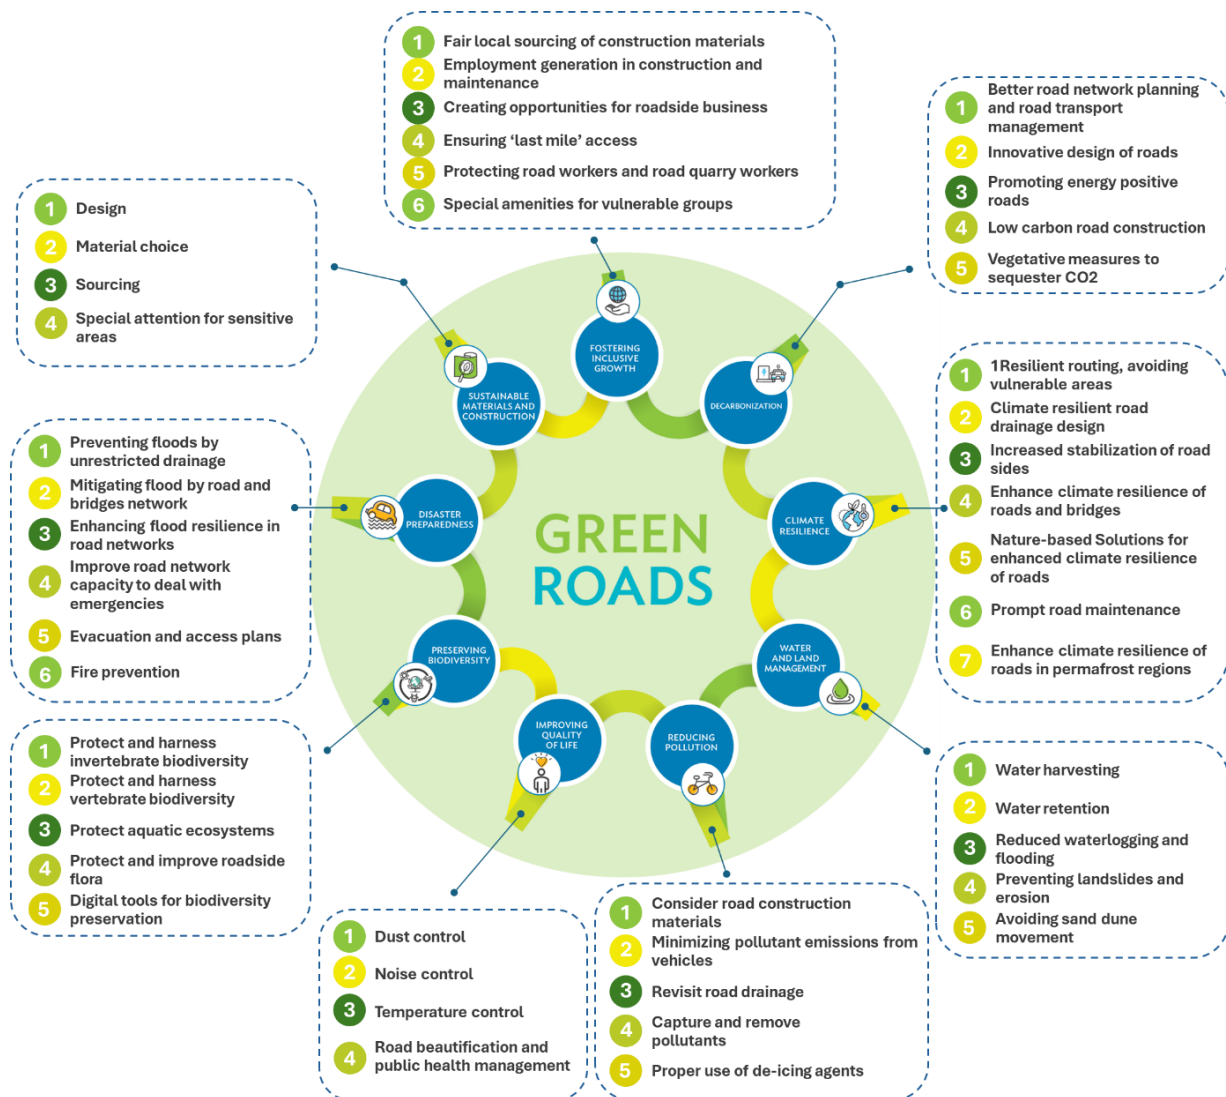 1 Fair local sourcing of construction materials
2 Employment generation in construction and
maintenance
3 Creating opportunities for roadside business
4 Ensuring ‘last mile’ access
5 Protecting road workers and road quarry workers
6 Special amenities for vulnerable groups
1 Better road network planning
and road transport
management
2 Innovative design of roads
3 Promoting energy positive
roads
4 Low carbon road construction
5 Vegetative measures to
sequester CO2
1 Design
2 Material choice
3 Sourcing
4 Special attention for sensitive
areas
FOSTERING
INCLUSIVE
GROWTH
DECARBONIZATION
SUSTAINABLE
MATERIALS AND
CONSTRUCTION
1 1Resilient routing, avoiding
vulnerable areas
2 Climate resilient road
drainage design
3 Increased stabilization of road
sides
4 Enhance climate resilience of
roads and bridges
5 Nature-based Solutions for
enhanced climate resilience
of roads
6 Prompt road maintenance
7 Enhance climate resilience of
roads in permafrost regions
1 Preventing floods by
unrestricted drainage
2 Mitigating flood by road and
bridges network
3 Enhancing flood resilience in
road networks
4 Improve road network
capacity to deal with
emergencies
5 Evacuation and access plans
6 Fire prevention
DISASTER
PREPAREDNESS
CLIMATE
RESILIENCE
GREEN
ROADS
PRESERVING
BIODIVERSITY
WATER
AND LAND
MANAGEMENT
IMPROVING
QUALITY
OF LIFE
REDUCING
POLLUTION
1 Protect and harness
invertebrate biodiversity
2 Protect and harness
vertebrate biodiversity
3 Protect aquatic ecosystems
4 Protect and improve roadside
flora
5 Digital tools for biodiversity
preservation
1 Water harvesting
2 Water retention
3 Reduced waterlogging and
flooding
4 Preventing landslides and
erosion
5 Avoiding sand dune
movement
1 Dust control
2 Noise control
3 Temperature control
4 Road beautification and
public health management
1 Consider road construction
materials
2 Minimizing pollutant emissions from
vehicles
3 Revisit road drainage
4 Capture and remove
pollutants
5 Proper use of de-icing agents